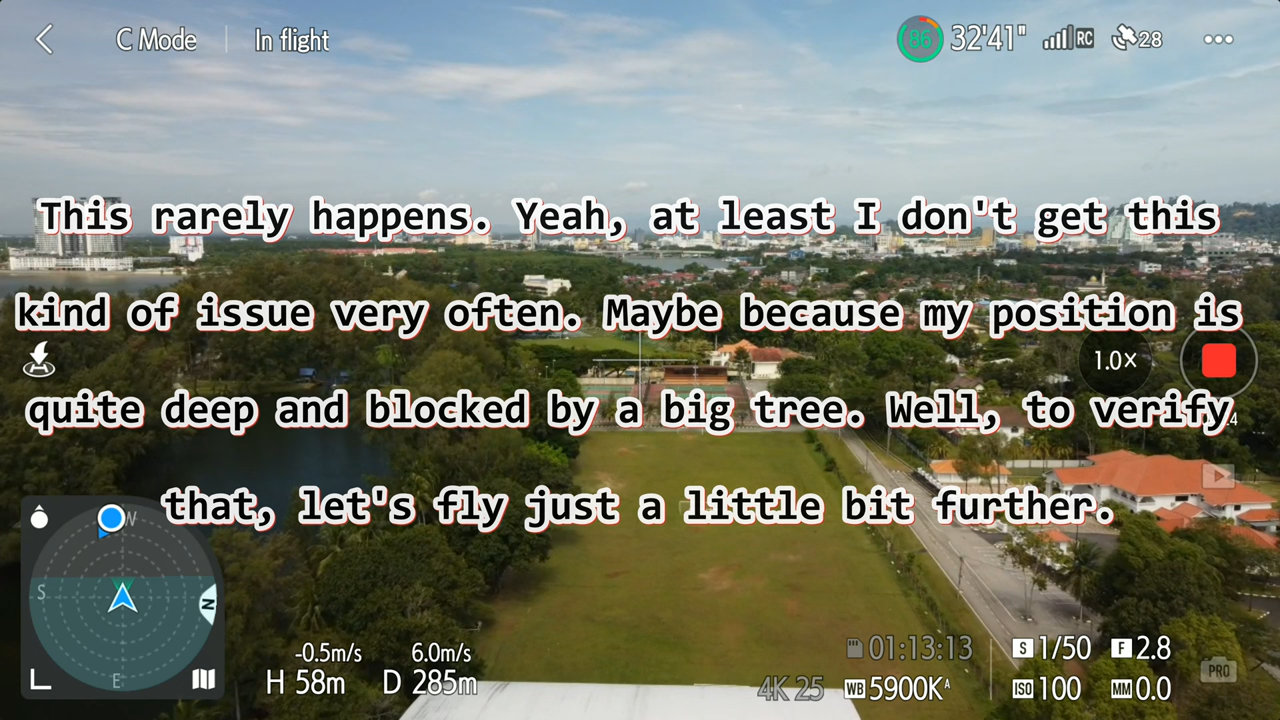 C Mode
In flight
86
32'41"
RC
28
This rarely happens. Yeah, at least I don't get this
kind of issue very often. Maybe because my position is
1.0×
quite deep and blocked by a big tree. Well, to verify
that, let's fly just a little bit further.
W
S
N
E
-0.5m/s
6.0m/s
H 58m
D 285m
01:13:13
S 1/50
F 2.8
4K 25
WB 5900K A
ISO 100
MM 0.0
PRO